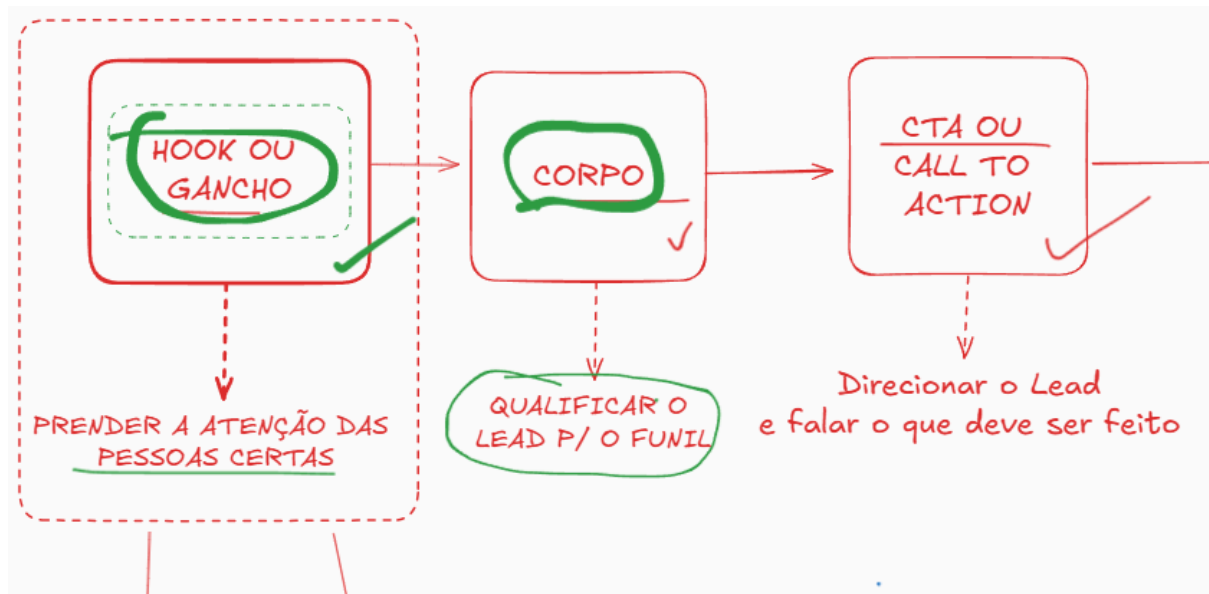 HOOK OU
GANCHO
PRENDER A ATENÇÃO DAS
PESSOAS CERTAS
CORPO
QUALIFICAR O
LEAD P/ O FUNIL
CTA OU
CALL TO
ACTION
Direcionar o Lead
e falar o que deve ser feito